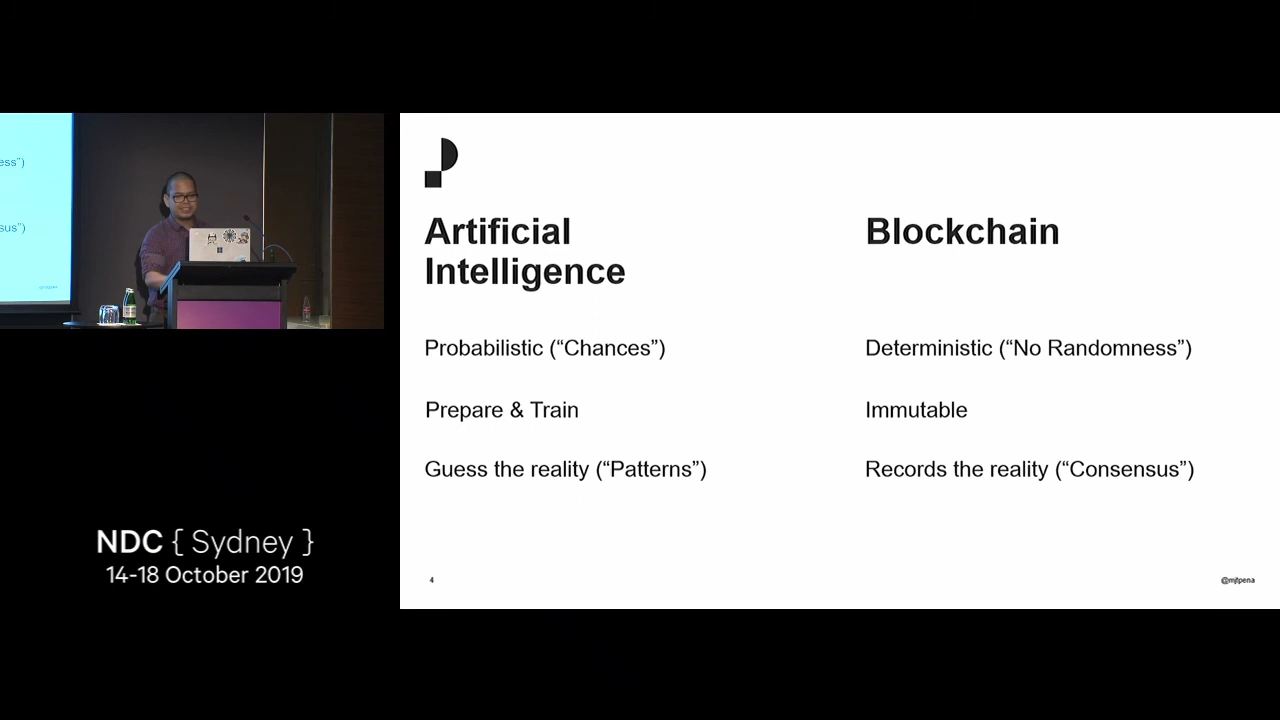 ess")
sus")
Artificial
Intelligence
Blockchain
Probabilistic (“Chances”)
Deterministic (“No Randomness”)
Prepare & Train
Immutable
Guess the reality (“Patterns”)
Records the reality (“Consensus”)
4
@mjtpena
NDC { Sydney }
14-18 October 2019